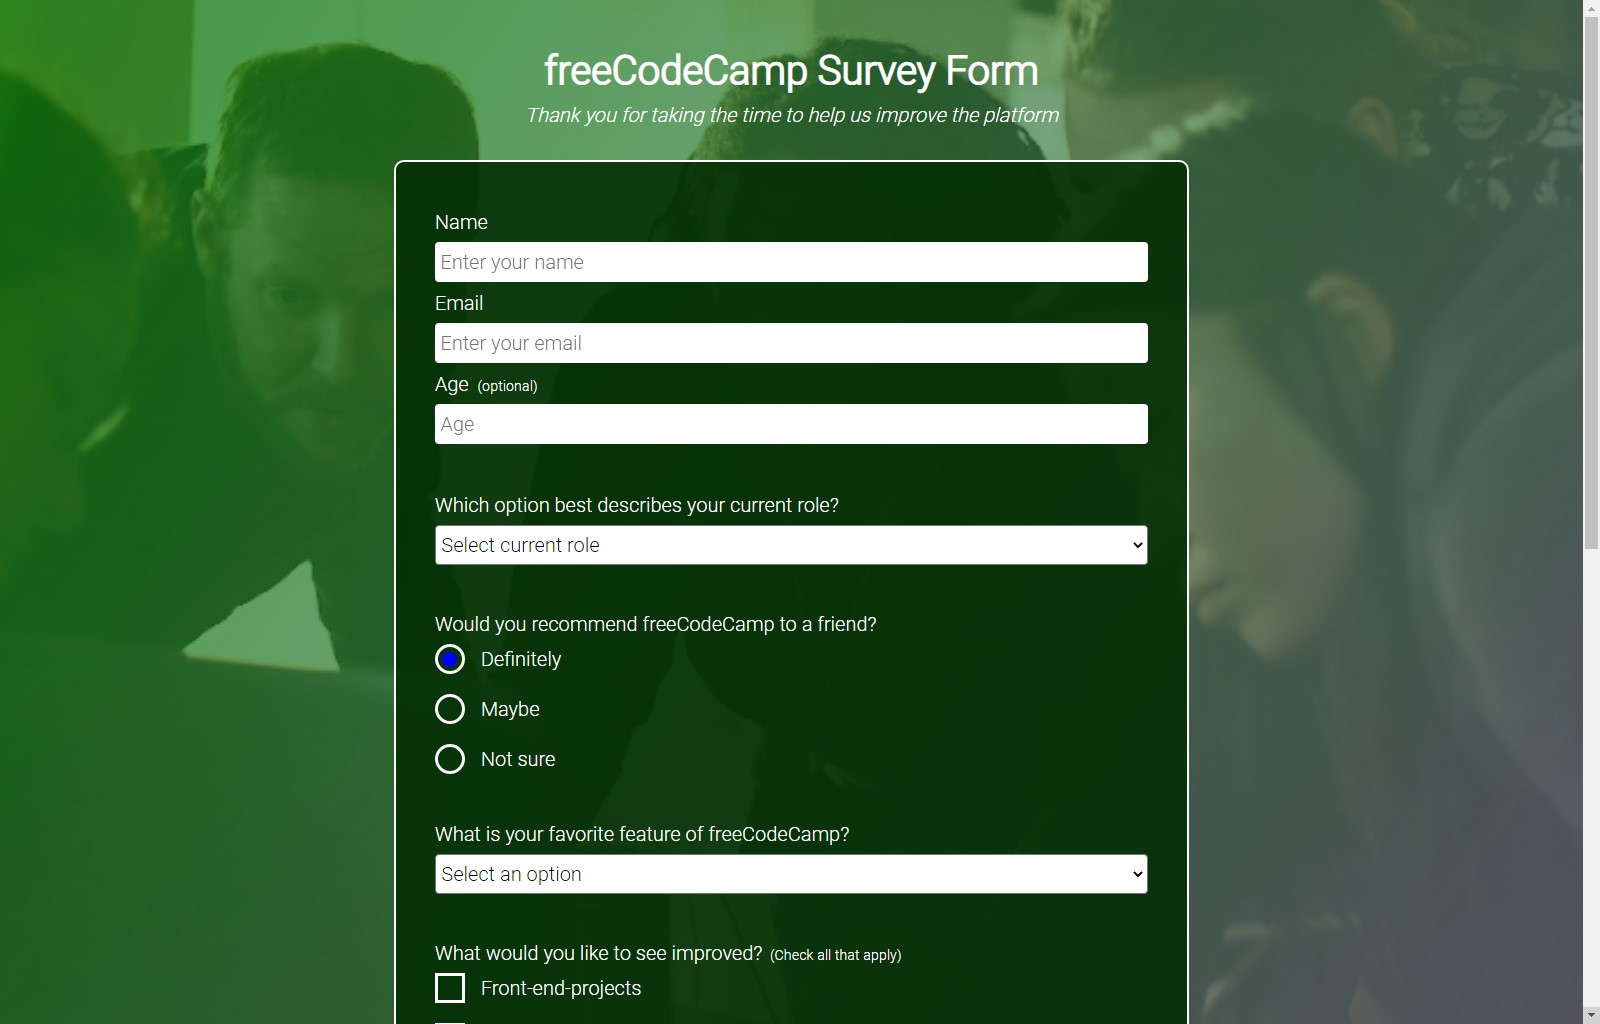 freeCodeCamp Survey Form
Thank you for taking the time to help us improve the platform
Name
Enter your name
Email
Enter your email
Age (optional)
Age
Which option best describes your current role?
Select current role
Would you recommend freeCodeCamp to a friend?
Definitely
Maybe
Not sure
What is your favorite feature of freeCodeCamp?
Select an option
What would you like to see improved? (Check all that apply)
Front-end-projects